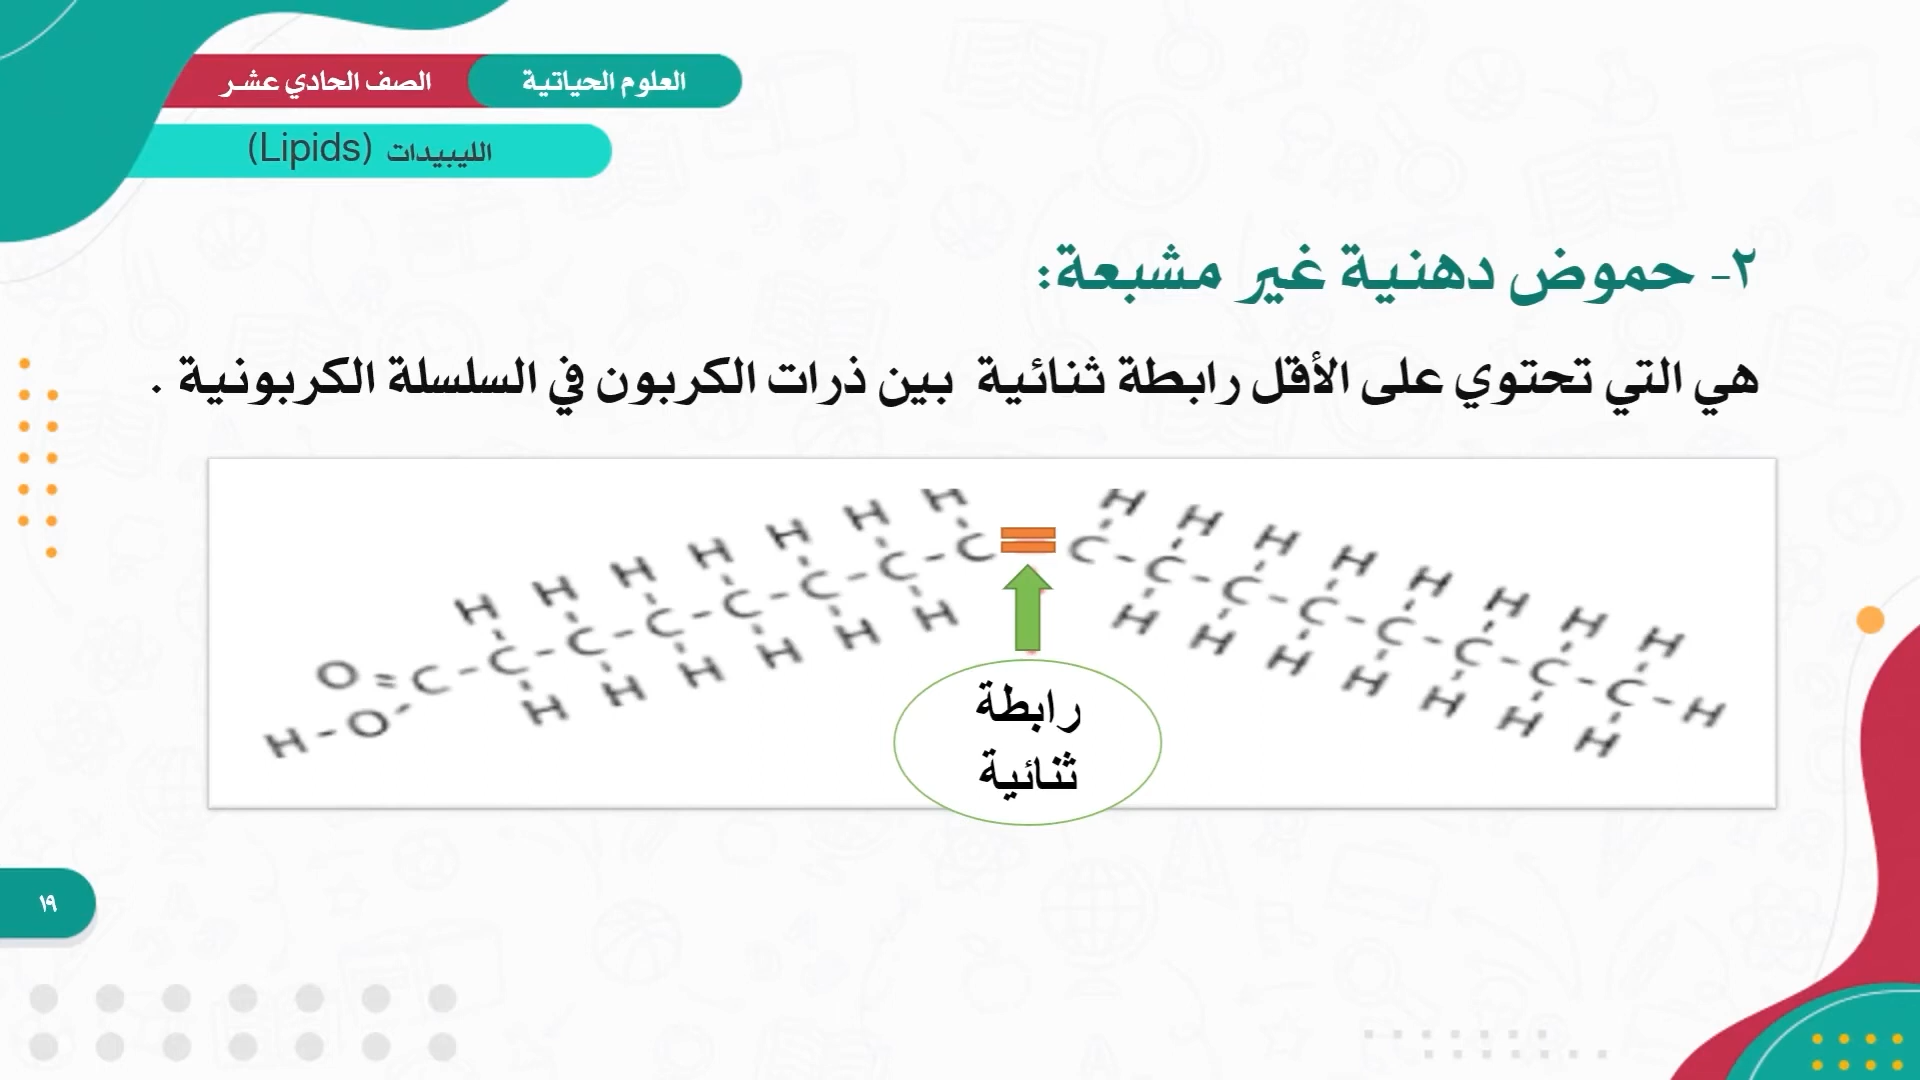 العلوم الحياتية
الصف الحادي عشر
الليبيدات (Lipids)
٢- حموض دهنية غير مشبعة:
هي التي تحتوي على الأقل رابطة ثنائية بين ذرات الكربون في السلسلة الكربونية .
H H H H H H H H H H H H H H H
O=C-C-C-C-C-C-C-C=C-C-C-C-C-C-C-C-H
H-O-
H H H H H H H H H H H H H
رابطة
ثنائية
١٩